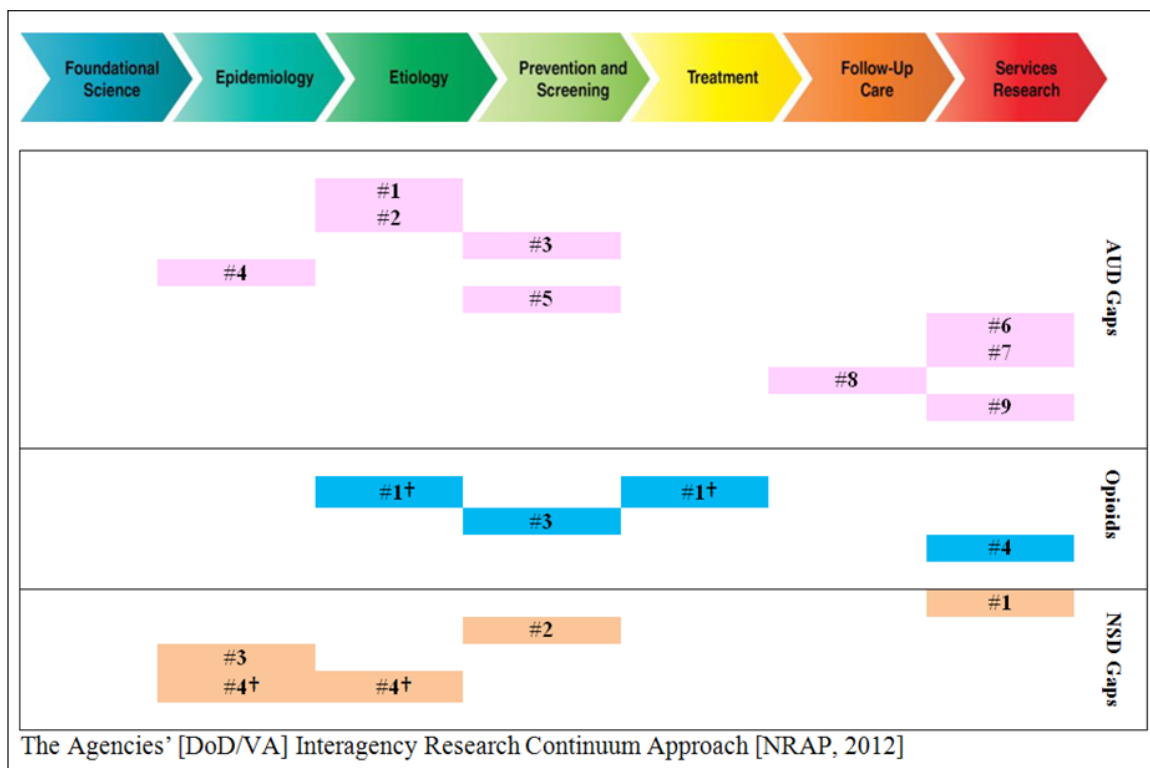 Foundational
Science
Epidemiology
Etiology
Prevention and
Screening
Treatment
Follow-Up
Care
Services
Research
#1
#2
#3
#4
#5
#6
#7
#8
#9
AUD Gaps
#1† #1†
#3
#4
Opioids
#1
#2
#3
#4† #4†
NSD Gaps
The Agencies’ [DoD/VA] Interagency Research Continuum Approach [NRAP, 2012]